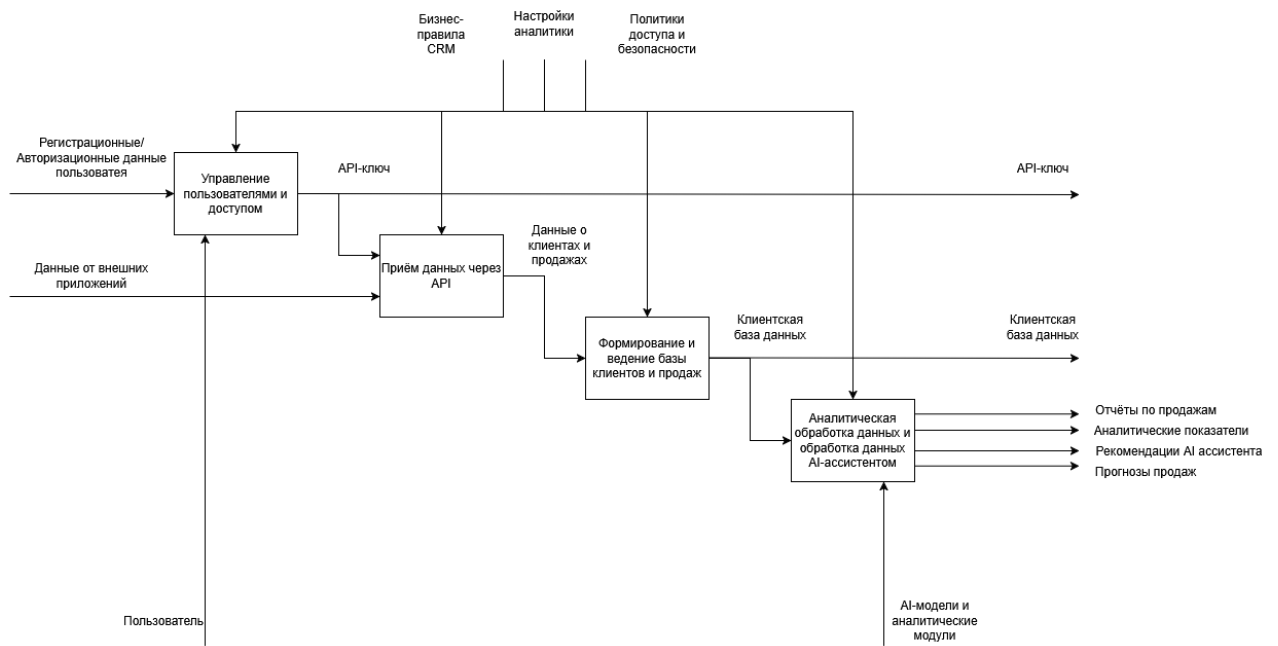 Бизнес-
правила
CRM
Настройки
аналитики
Политики
доступа и
безопасности
Регистрационные/
Авторизационные данные
пользоватея
Управление
пользователями и
доступом
API-ключ
API-ключ
Данные от внешних
приложений
Приём данных через
API
Данные о
клиентах и
продажах
Формирование и
ведение базы
клиентов и продаж
Клиентская
база данных
Клиентская
база данных
Аналитическая
обработка данных и
обработка данных
AI-ассистентом
Отчёты по продажам
Аналитические показатели
Рекомендации AI ассистента
Прогнозы продаж
Пользователь
AI-модели и
аналитические
модули